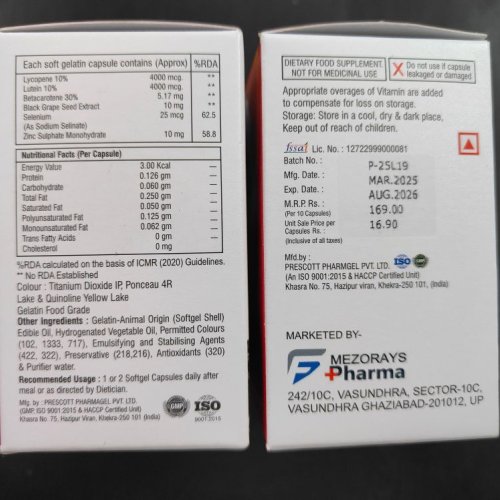 Each soft gelatin capsule contains (Approx) %RDA
Lycopene 10% 4000 mcg. **
Lutein 10% 4000 mcg. **
Betacarotene 30% 5.17 mg **
Black Grape Seed Extract 10 mg **
Selenium 25 mcg 62.5
(As Sodium Selinate)
Zinc Sulphate Monohydrate 10 mg 58.8
Nutritional Facts (Per Capsule)
Energy Value 3.00 Kcal
Protein 0.126 gm
Carbohydrate 0.060 gm
Total Fat 0.250 gm
Saturated Fat 0.050 gm
Polyunsaturated Fat 0.125 gm
Monounsaturated Fat 0.062 gm
Trans Fatty Acids 0 gm
Cholesterol 0 mg
%RDA calculated on the basis of ICMR (2020) Guidelines.
** No RDA Established
Colour : Titanium Dioxide IP, Ponceau 4R
Lake & Quinoline Yellow Lake
Gelatin Food Grade
Other Ingredients : Gelatin-Animal Origin (Softgel Shell)
Edible Oil, Hydrogenated Vegetable Oil, Permitted Colours
(102, 1333, 717), Emulsifying and Stabilising Agents
(422, 322), Preservative (218,216), Antioxidants (320)
& Purifier water.
Recommended Usage : 1 or 2 Softgel Capsules daily after
meal or as directed by Dietician.
Mfg. by : PRESCOTT PHARMGEL PVT. LTD.
(GMP, ISO 9001:2015 & HACCP Certified Unit)
Khasra No. 75, Hazipur Viran, Khekra-250 101 (India)
GMP
ISO
9001:2015
DIETARY FOOD SUPPLEMENT
NOT FOR MEDICINAL USE
X Do not use if capsule
leakaged or damaged
Appropriate overages of Vitamin are added
to compensate for loss on storage.
Storage: Store in a cool, dry & dark place,
Keep out of reach of children.
fssai Lic. No. : 12722999000081
Batch No. : P-25L19
Mfg. Date : MAR.2025
Exp. Date : AUG.2026
M.R.P. Rs : 169.00
(Per 10 Capsules)
Unit Sale Price per
Capsules Rs. : 16.90
(Inclusive of all taxes)
Mfd.by :
PRESCOTT PHARMGEL PVT. LTD.
(An ISO 9001:2015 & HACCP Certified Unit)
Khasra No. 75, Hazipur viran, Khekra-250 101, (India)
GMP
ISO
MARKETED BY-
MEZORAYS
Pharma
242/10C, VASUNDHRA, SECTOR-10C,
VASUNDHRA GHAZIABAD-201012, UP